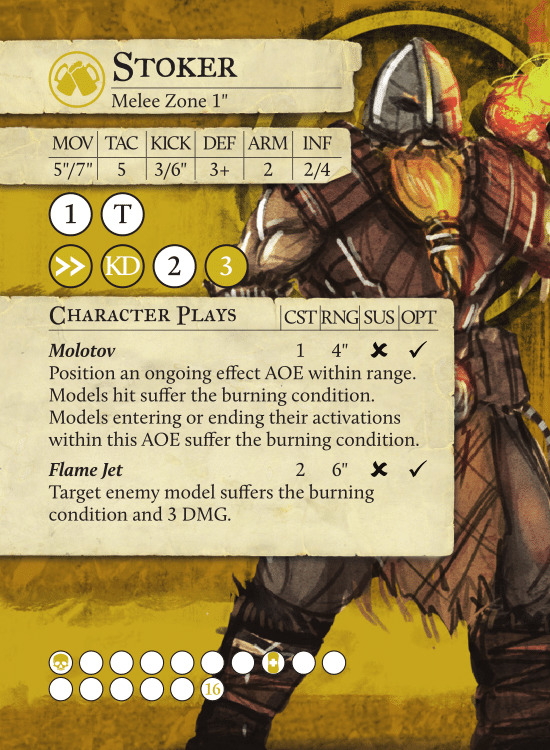 STOKER
Melee Zone 1"
MOV TAC KICK DEF ARM INF
5"/7" 5 3/6" 3+ 2 2/4
1 T
>> KD 2 3
CHARACTER PLAYS CST RNG SUS OPT
Molotov 1 4" ✘ ✓
Position an ongoing effect AOE within range.
Models hit suffer the burning condition.
Models entering or ending their activations
within this AOE suffer the burning condition.
Flame Jet 2 6" ✘ ✓
Target enemy model suffers the burning
condition and 3 DMG.
16